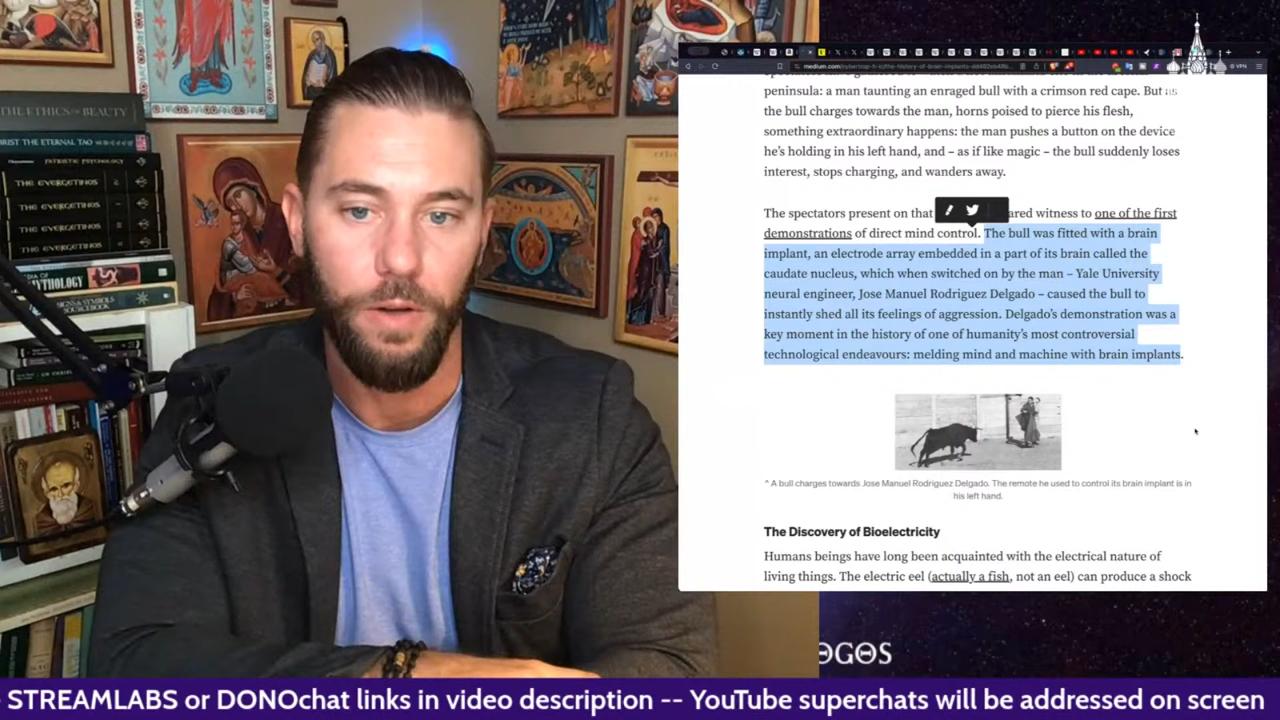 THE ETHICS OF BEAUTY
CHRIST THE ETERNAL TAO
PATRISTIC PSYCHOLOGY
THE EVERGETINOS
THE EVERGETINOS
THE EVERGETINOS
THE EVERGETINOS
MYTHOLOGY
SIGNS & SYMBOLS
SOURCEBOOK
VPN
peninsula: a man taunting an enraged bull with a crimson red cape. But as
the bull charges towards the man, horns poised to pierce his flesh,
something extraordinary happens: the man pushes a button on the device
he's holding in his left hand, and – as if like magic – the bull suddenly loses
interest, stops charging, and wanders away.
The spectators present on that ared witness to one of the first
demonstrations of direct mind control. The bull was fitted with a brain
implant, an electrode array embedded in a part of its brain called the
caudate nucleus, which when switched on by the man – Yale University
neural engineer, Jose Manuel Rodriguez Delgado – caused the bull to
instantly shed all its feelings of aggression. Delgado's demonstration was a
key moment in the history of one of humanity's most controversial
technological endeavours: melding mind and machine with brain implants.
^ A bull charges towards Jose Manuel Rodriguez Delgado. The remote he used to control its brain implant is in
his left hand.
The Discovery of Bioelectricity
Humans beings have long been acquainted with the electrical nature of
living things. The electric eel (actually a fish, not an eel) can produce a shock
OGOS
STREAMLABS or DONOchat links in video description -- YouTube superchats will be addressed on screen